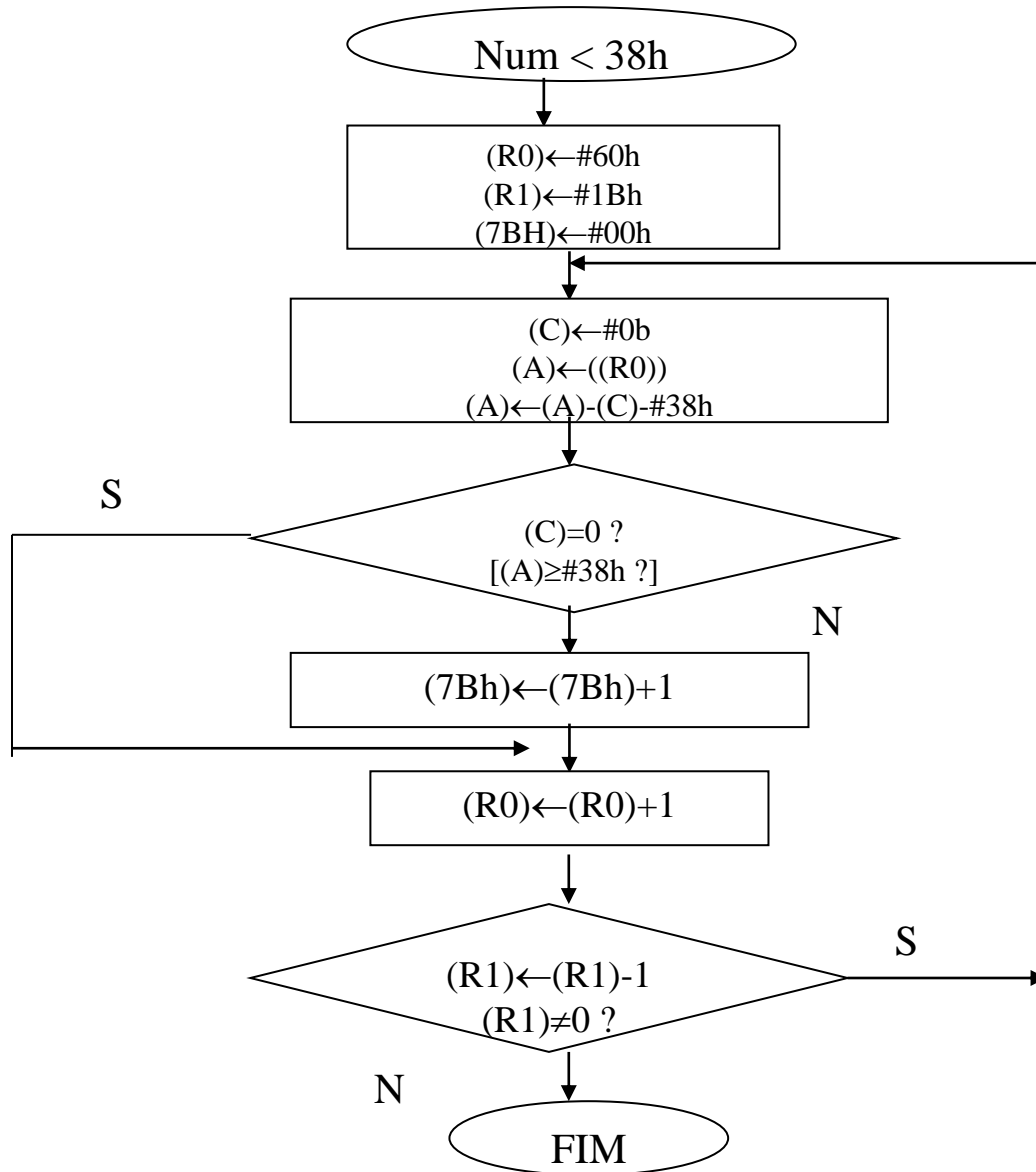 Num < 38h
(R0)←#60h
(R1)←#1Bh
(7BH)←#00h
(C)←#0b
(A)←((R0))
(A)←(A)-(C)-#38h
S
(C)=0 ?
[(A)≥#38h ?]
N
(7Bh)←(7Bh)+1
(R0)←(R0)+1
S
(R1)←(R1)-1
(R1)≠0 ?
N
FIM